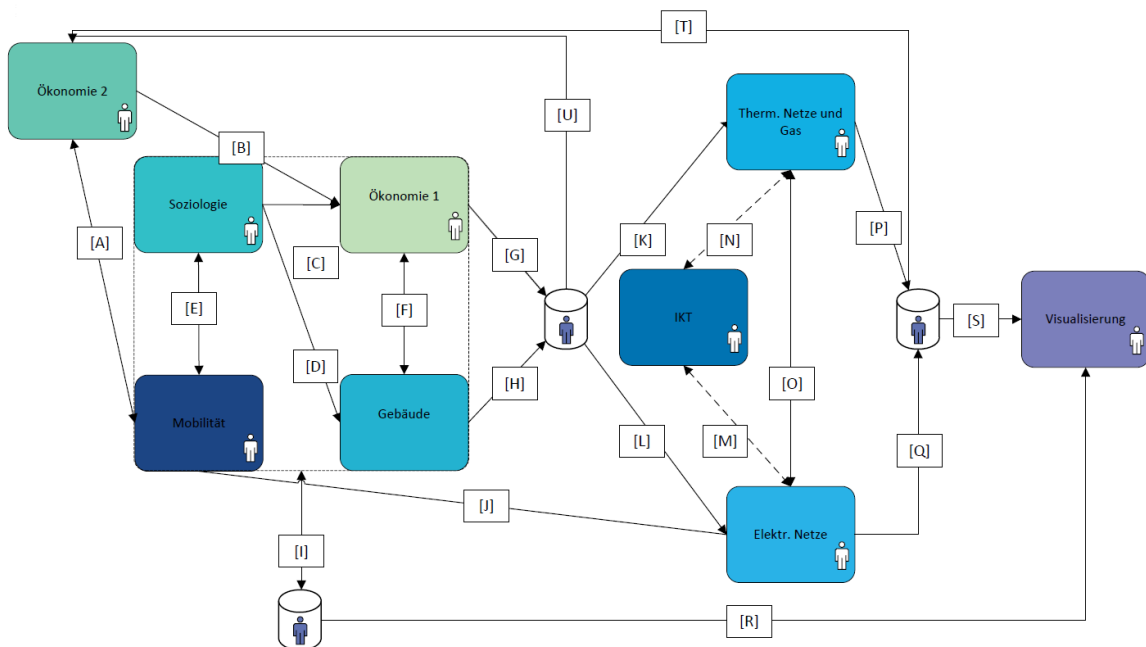 [T]
Ökonomie 2
[U]
Therm. Netze und
Gas
[B]
Soziologie
Ökonomie 1
[A]
[C]
[G]
[K]
[N]
[P]
[E]
[F]
IKT
[S]
Visualisierung
[D]
[H]
[O]
Mobilität
Gebäude
[L]
[M]
[Q]
[J]
Elektr. Netze
[I]
[R]